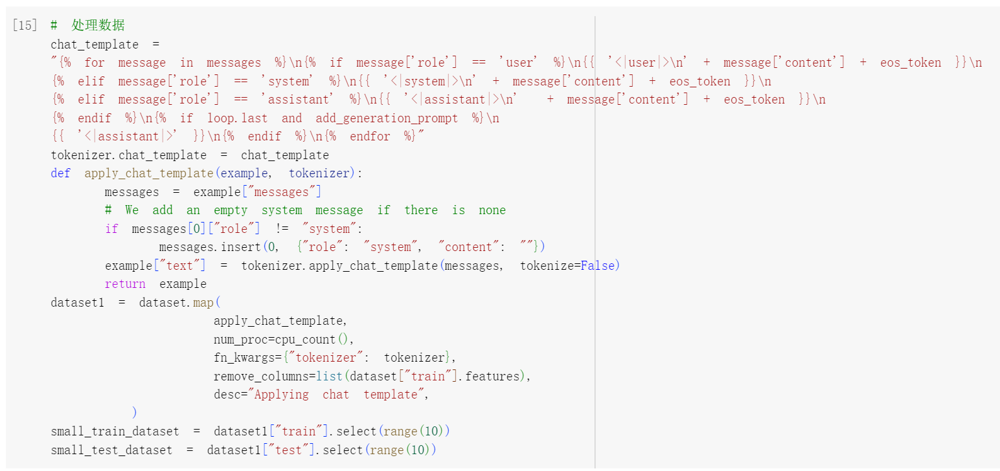 [15] # 处理数据
chat_template =
"{% for message in messages %}\n{% if message['role'] == 'user' %}\n{{ '<|user|>\n' + message['content'] + eos_token }}\n
{% elif message['role'] == 'system' %}\n{{ '<|system|>\n' + message['content'] + eos_token }}\n
{% elif message['role'] == 'assistant' %}\n{{ '<|assistant|>\n' + message['content'] + eos_token }}\n
{% endif %}\n{% if loop.last and add_generation_prompt %}\n
{{ '<|assistant|>' }}\n{% endif %}\n{% endfor %}"
tokenizer.chat_template = chat_template
def apply_chat_template(example, tokenizer):
        messages = example["messages"]
        # We add an empty system message if there is none
        if messages[0]["role"] != "system":
                messages.insert(0, {"role": "system", "content": ""})
        example["text"] = tokenizer.apply_chat_template(messages, tokenize=False)
        return example
dataset1 = dataset.map(
                        apply_chat_template,
                        num_proc=cpu_count(),
                        fn_kwargs={"tokenizer": tokenizer},
                        remove_columns=list(dataset["train"].features),
                        desc="Applying chat template",
            )
small_train_dataset = dataset1["train"].select(range(10))
small_test_dataset = dataset1["test"].select(range(10))